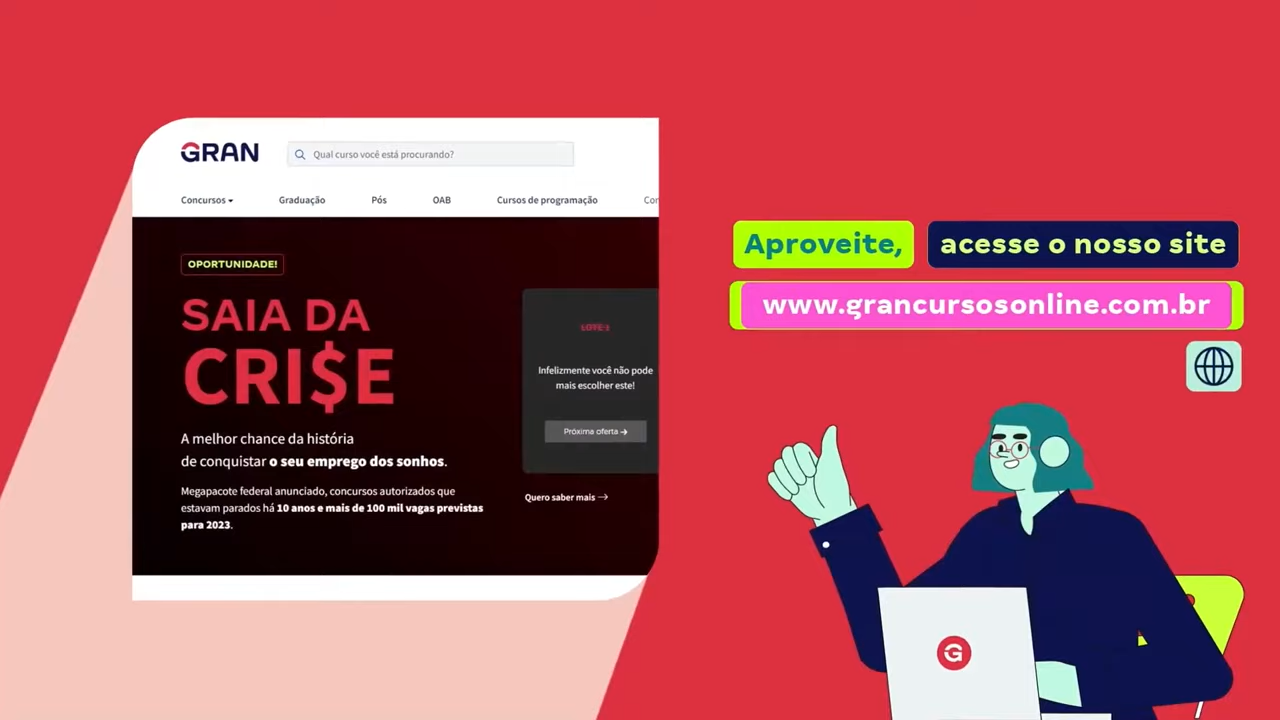 GRAN
Qual curso você está procurando?
Concursos
Graduação
Pós
OAB
Cursos de programação
OPORTUNIDADE!
SAIA DA
CRI$E
A melhor chance da história
de conquistar o seu emprego dos sonhos.
Megapacote federal anunciado, concursos autorizados que
estavam parados há 10 anos e mais de 100 mil vagas previstas
para 2023.
Infelizmente você não pode
mais escolher este!
Próxima oferta →
Quero saber mais →
Aproveite, acesse o nosso site
www.grancursosonline.com.br
G